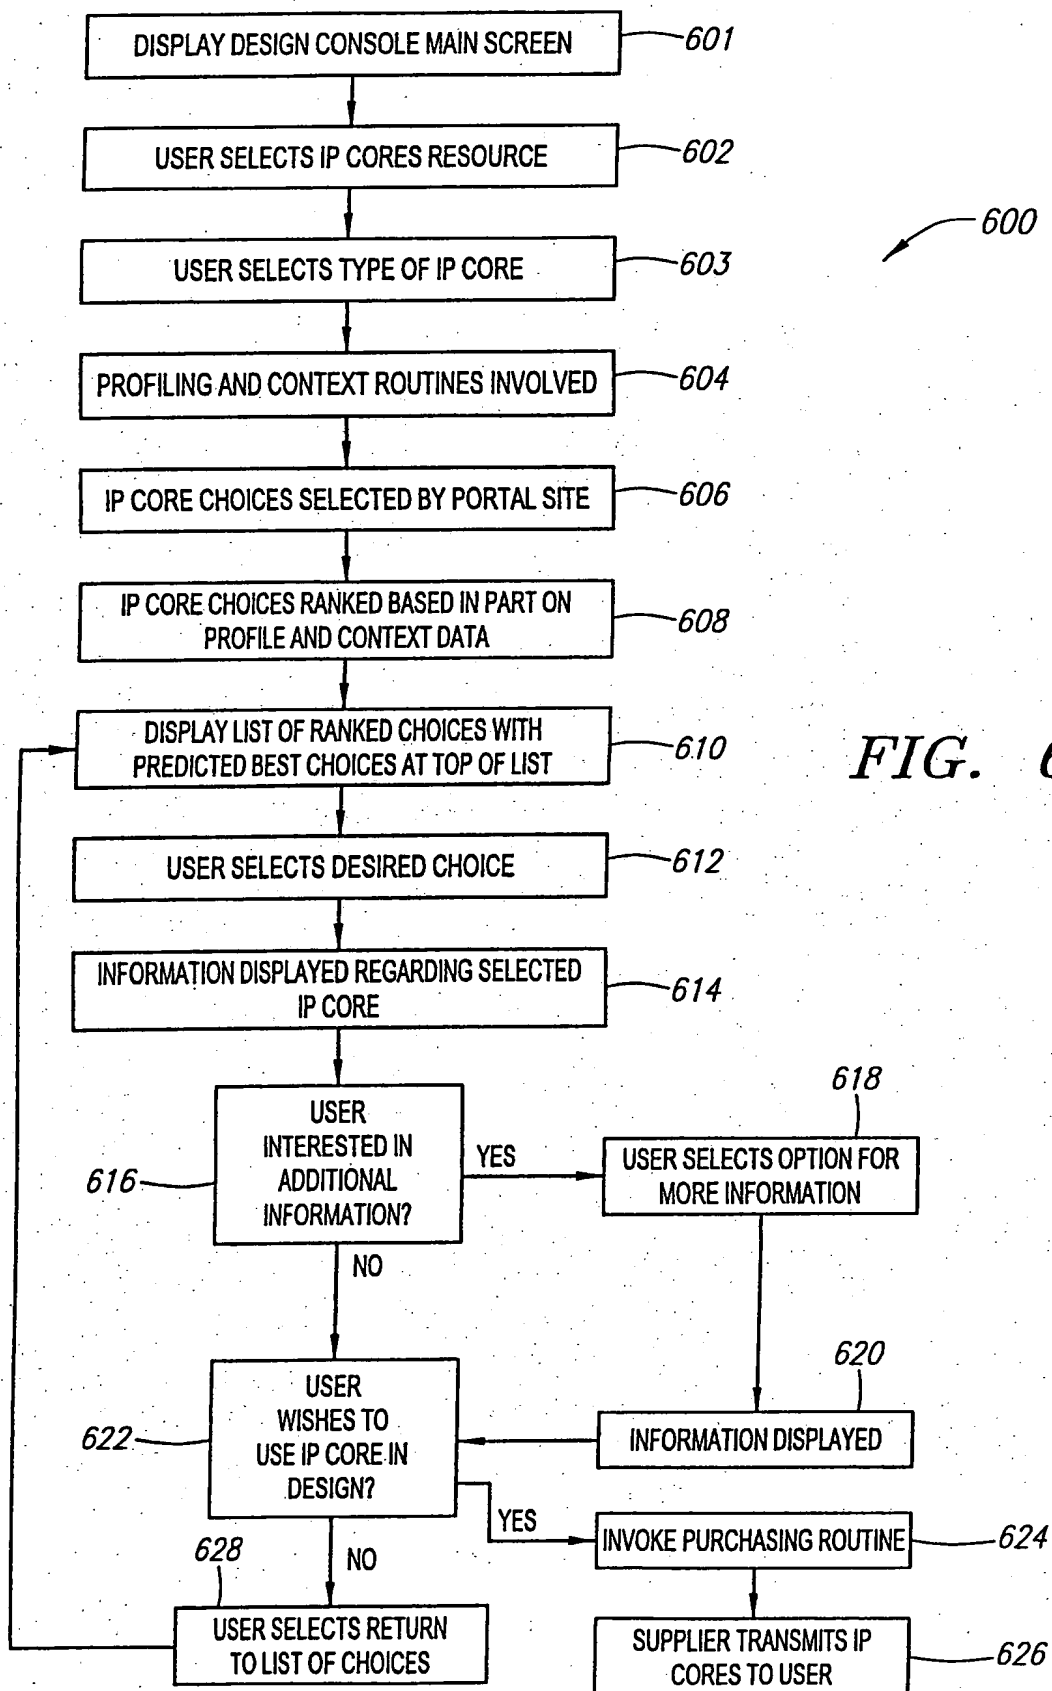 DISPLAY DESIGN CONSOLE MAIN SCREEN
601
USER SELECTS IP CORES RESOURCE
602
600
USER SELECTS TYPE OF IP CORE
603
PROFILING AND CONTEXT ROUTINES INVOLVED
604
IP CORE CHOICES SELECTED BY PORTAL SITE
606
IP CORE CHOICES RANKED BASED IN PART ON
PROFILE AND CONTEXT DATA
608
DISPLAY LIST OF RANKED CHOICES WITH
PREDICTED BEST CHOICES AT TOP OF LIST
610
FIG. 6
USER SELECTS DESIRED CHOICE
612
INFORMATION DISPLAYED REGARDING SELECTED
IP CORE
614
USER
INTERESTED IN
ADDITIONAL
INFORMATION?
616
YES
618
USER SELECTS OPTION FOR
MORE INFORMATION
NO
620
INFORMATION DISPLAYED
USER
WISHES TO
USE IP CORE IN
DESIGN?
622
YES
INVOKE PURCHASING ROUTINE
624
NO
628
USER SELECTS RETURN
TO LIST OF CHOICES
SUPPLIER TRANSMITS IP
CORES TO USER
626